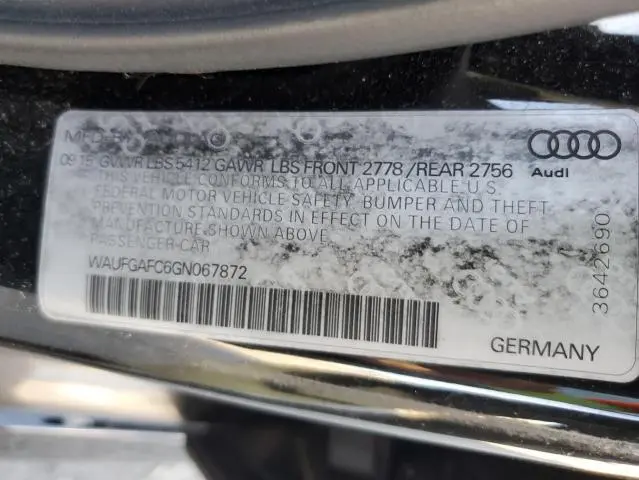 MFD
09 15 GVWR LBS 5412 GAWR LBS FRONT 2778/REAR 2756
THIS VEHICLE CONFORMS TO ALL APPLICABLE U.S.
FEDERAL MOTOR VEHICLE SAFETY, BUMPER AND THEFT
PREVENTION STANDARDS IN EFFECT ON THE DATE OF
MANUFACTURE SHOWN ABOVE
PASSENGER-CAR
WAUFGAFC6GN067872
Audi
3642690
GERMANY